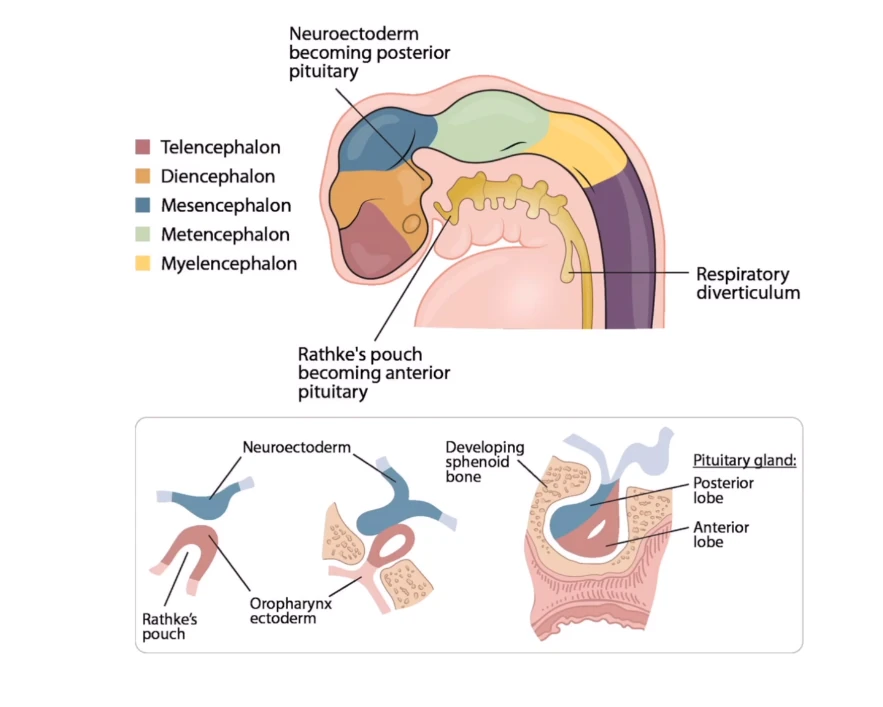 Neuroectoderm
becoming posterior
pituitary
Telencephalon
Diencephalon
Mesencephalon
Metencephalon
Myelencephalon
Respiratory
diverticulum
Rathke's pouch
becoming anterior
pituitary
Neuroectoderm
Rathke's
pouch
Oropharynx
ectoderm
Developing
sphenoid
bone
Pituitary gland:
Posterior
lobe
Anterior
lobe